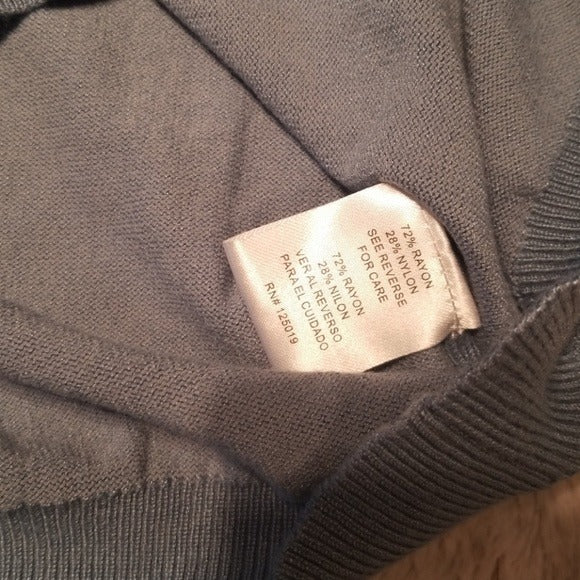 72% RAYON
28% NYLON
SEE REVERSE
FOR CARE
72% RAYON
28% NILON
VER AL REVERSO
PARA EL CUIDADO
RN# 125019